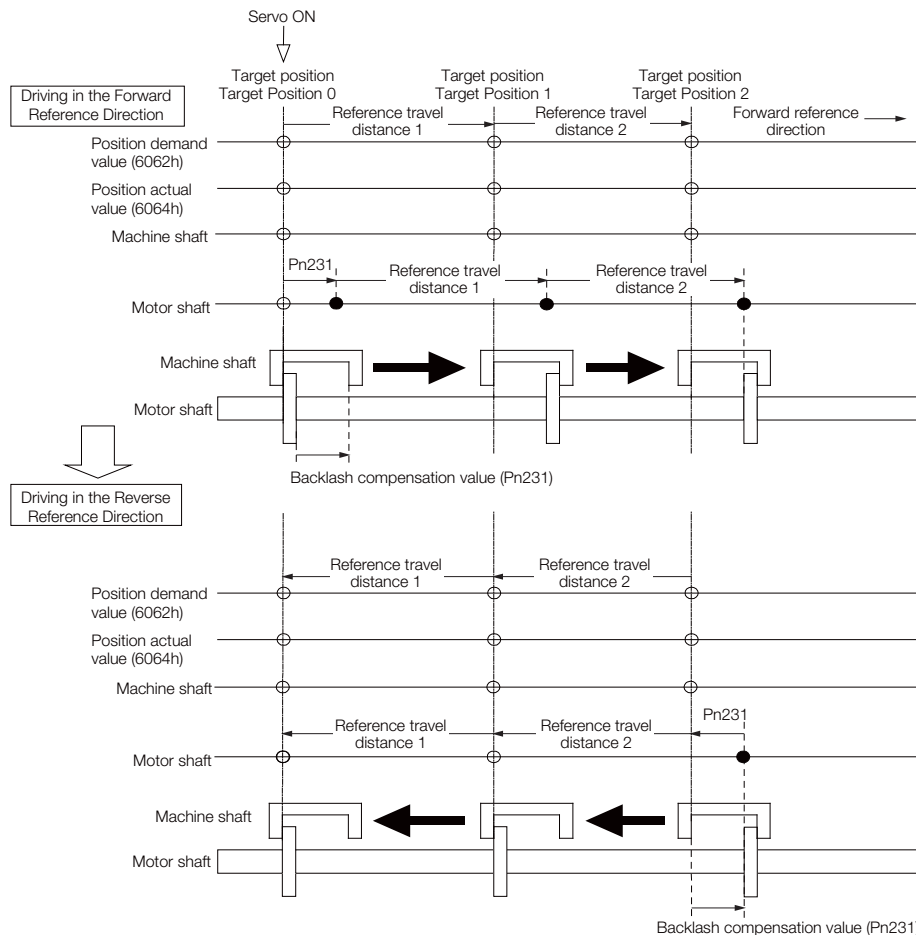 Servo ON
Target position
Target Position 0
Target position
Target Position 1
Target position
Target Position 2
Driving in the Forward
Reference Direction
Reference travel
distance 1
Reference travel
distance 2
Forward reference
direction
Position demand
value (6062h)
Position actual
value (6064h)
Machine shaft
Pn231
Reference travel
distance 1
Reference travel
distance 2
Motor shaft
Machine shaft
Motor shaft
Backlash compensation value (Pn231)
Driving in the Reverse
Reference Direction
Reference travel
distance 1
Reference travel
distance 2
Position demand
value (6062h)
Position actual
value (6064h)
Machine shaft
Reference travel
distance 1
Reference travel
distance 2
Pn231
Motor shaft
Machine shaft
Motor shaft
Backlash compensation value (Pn231)